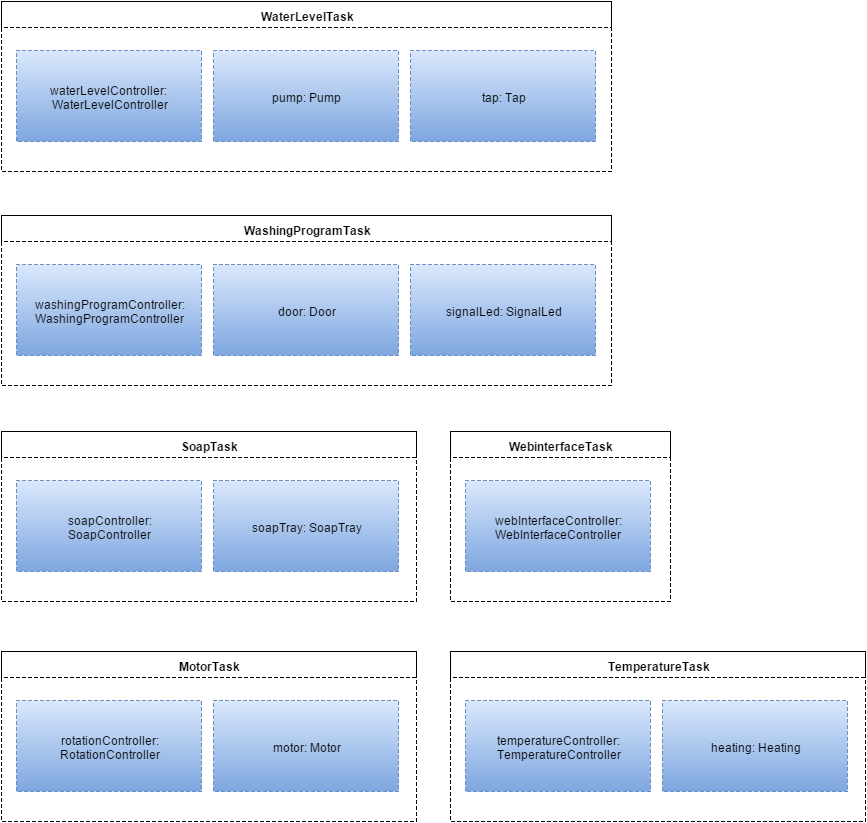 WaterLevelTask
waterLevelController:
WaterLevelController
pump: Pump
tap: Tap
WashingProgramTask
washingProgramController:
WashingProgramController
door: Door
signalLed: SignalLed
SoapTask
soapController:
SoapController
soapTray: SoapTray
WebinterfaceTask
webInterfaceController:
WebInterfaceController
MotorTask
rotationController:
RotationController
motor: Motor
TemperatureTask
temperatureController:
TemperatureController
heating: Heating